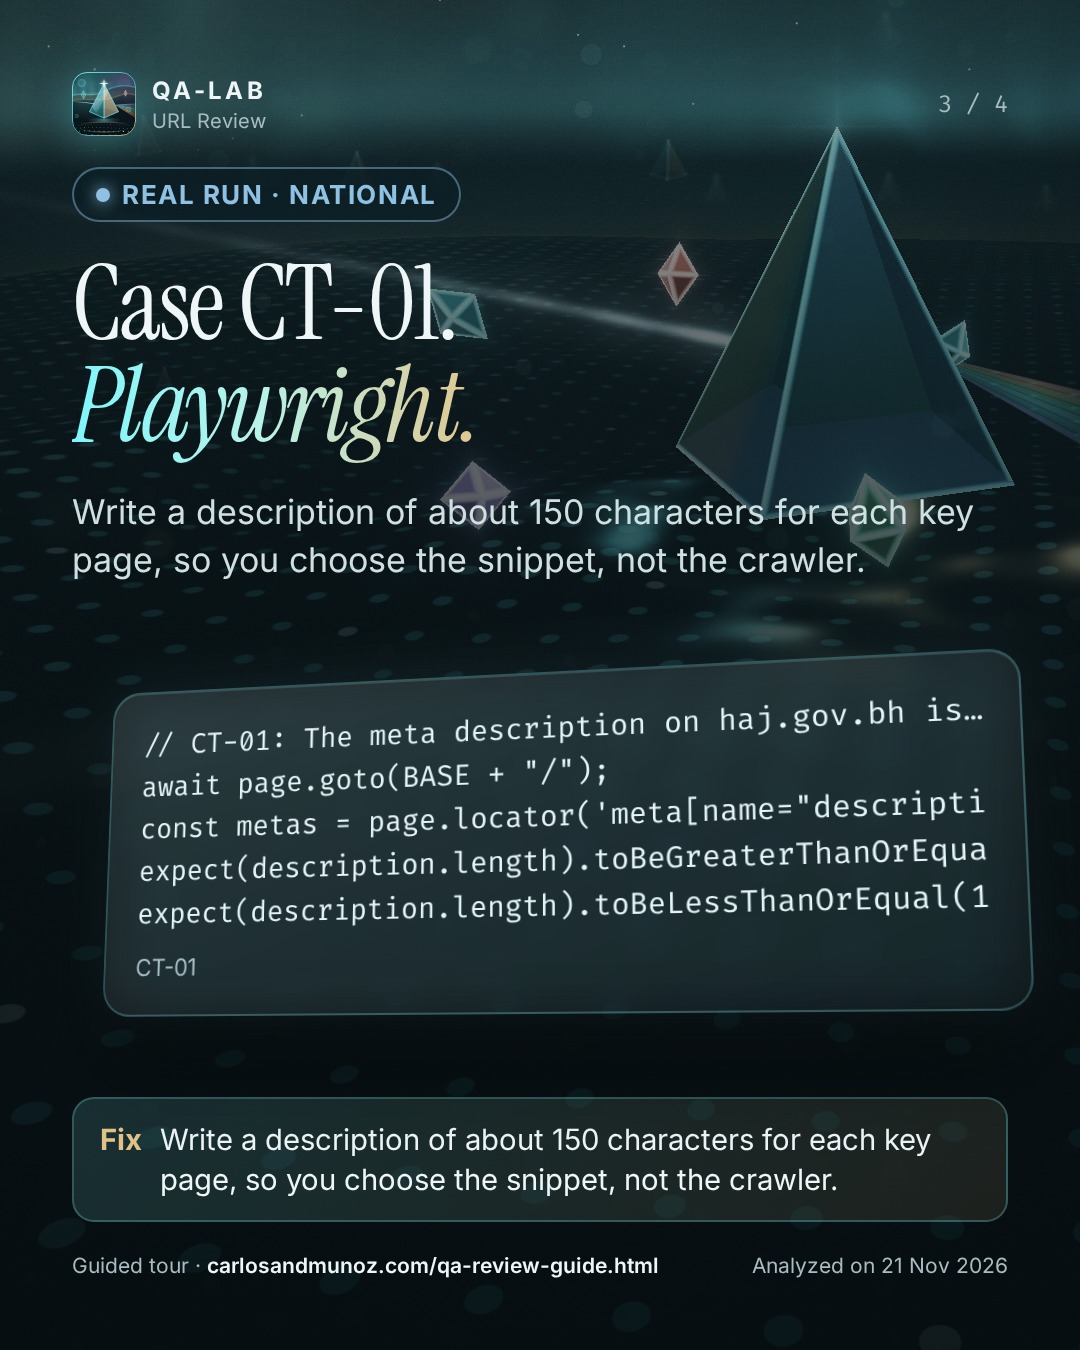 QA-LAB
URL Review
3 / 4
REAL RUN · NATIONAL
Case CT-01.
Playwright.
Write a description of about 150 characters for each key
page, so you choose the snippet, not the crawler.
// CT-01: The meta description on haj.gov.bh is…
await page.goto(BASE + "/");
const metas = page.locator('meta[name="descripti
expect(description.length).toBeGreaterThanOrEqua
expect(description.length).toBeLessThanOrEqual(1
CT-01
Fix Write a description of about 150 characters for each key
page, so you choose the snippet, not the crawler.
Guided tour · carlosandmunoz.com/qa-review-guide.html
Analyzed on 21 Nov 2026